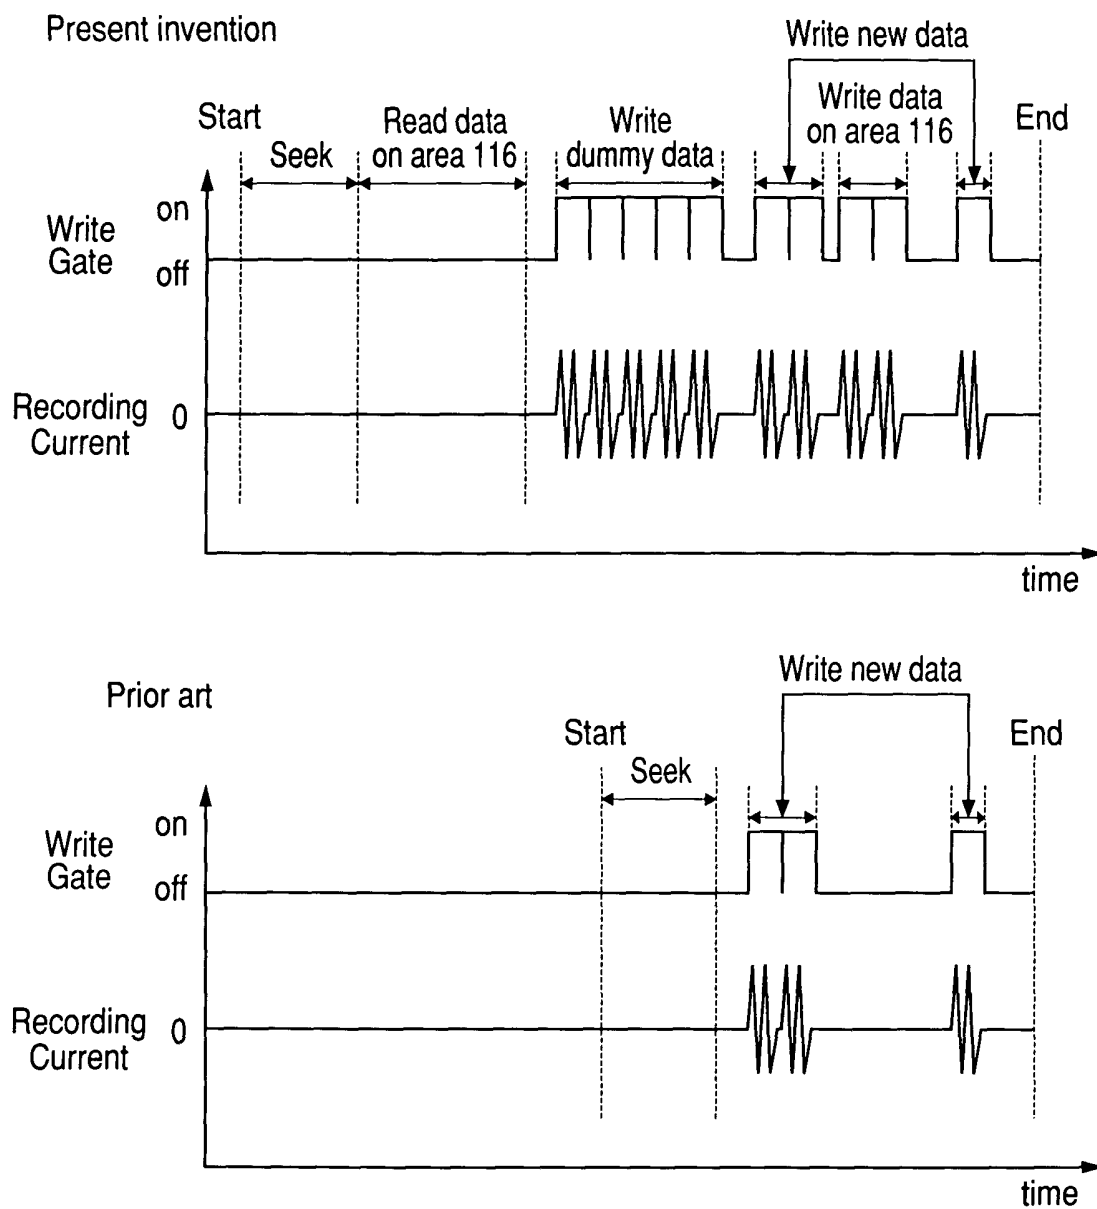 Present invention
Write new data
Start
Seek
Read data
on area 116
Write
dummy data
Write data
on area 116
End
on
Write
Gate
off
Recording
Current
0
time
Prior art
Write new data
Start
Seek
End
on
Write
Gate
off
Recording
Current
0
time